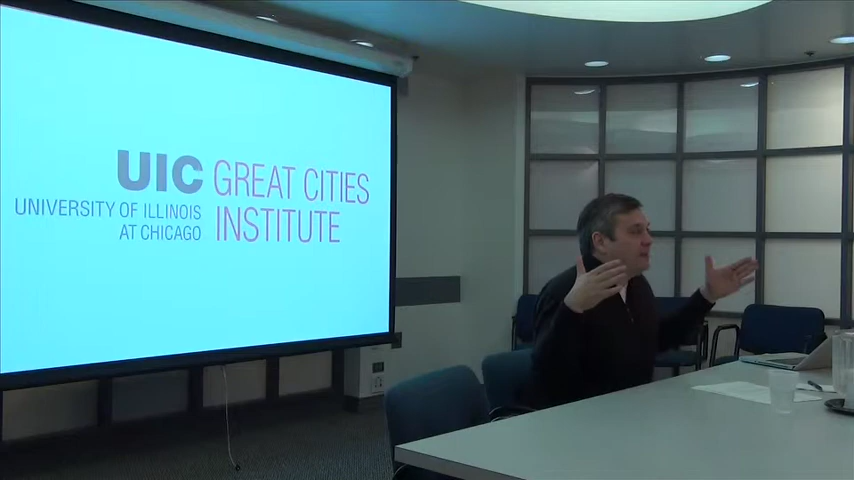 UIC
UNIVERSITY OF ILLINOIS
AT CHICAGO
GREAT CITIES
INSTITUTE